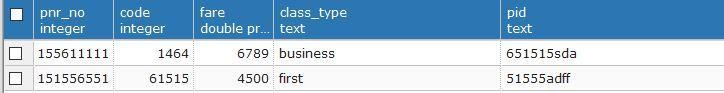 pnr_no code fare class_type pid
integer integer double pr... text text
155611111 1464 6789 business 651515sda
151556551 61515 4500 first 51555adff